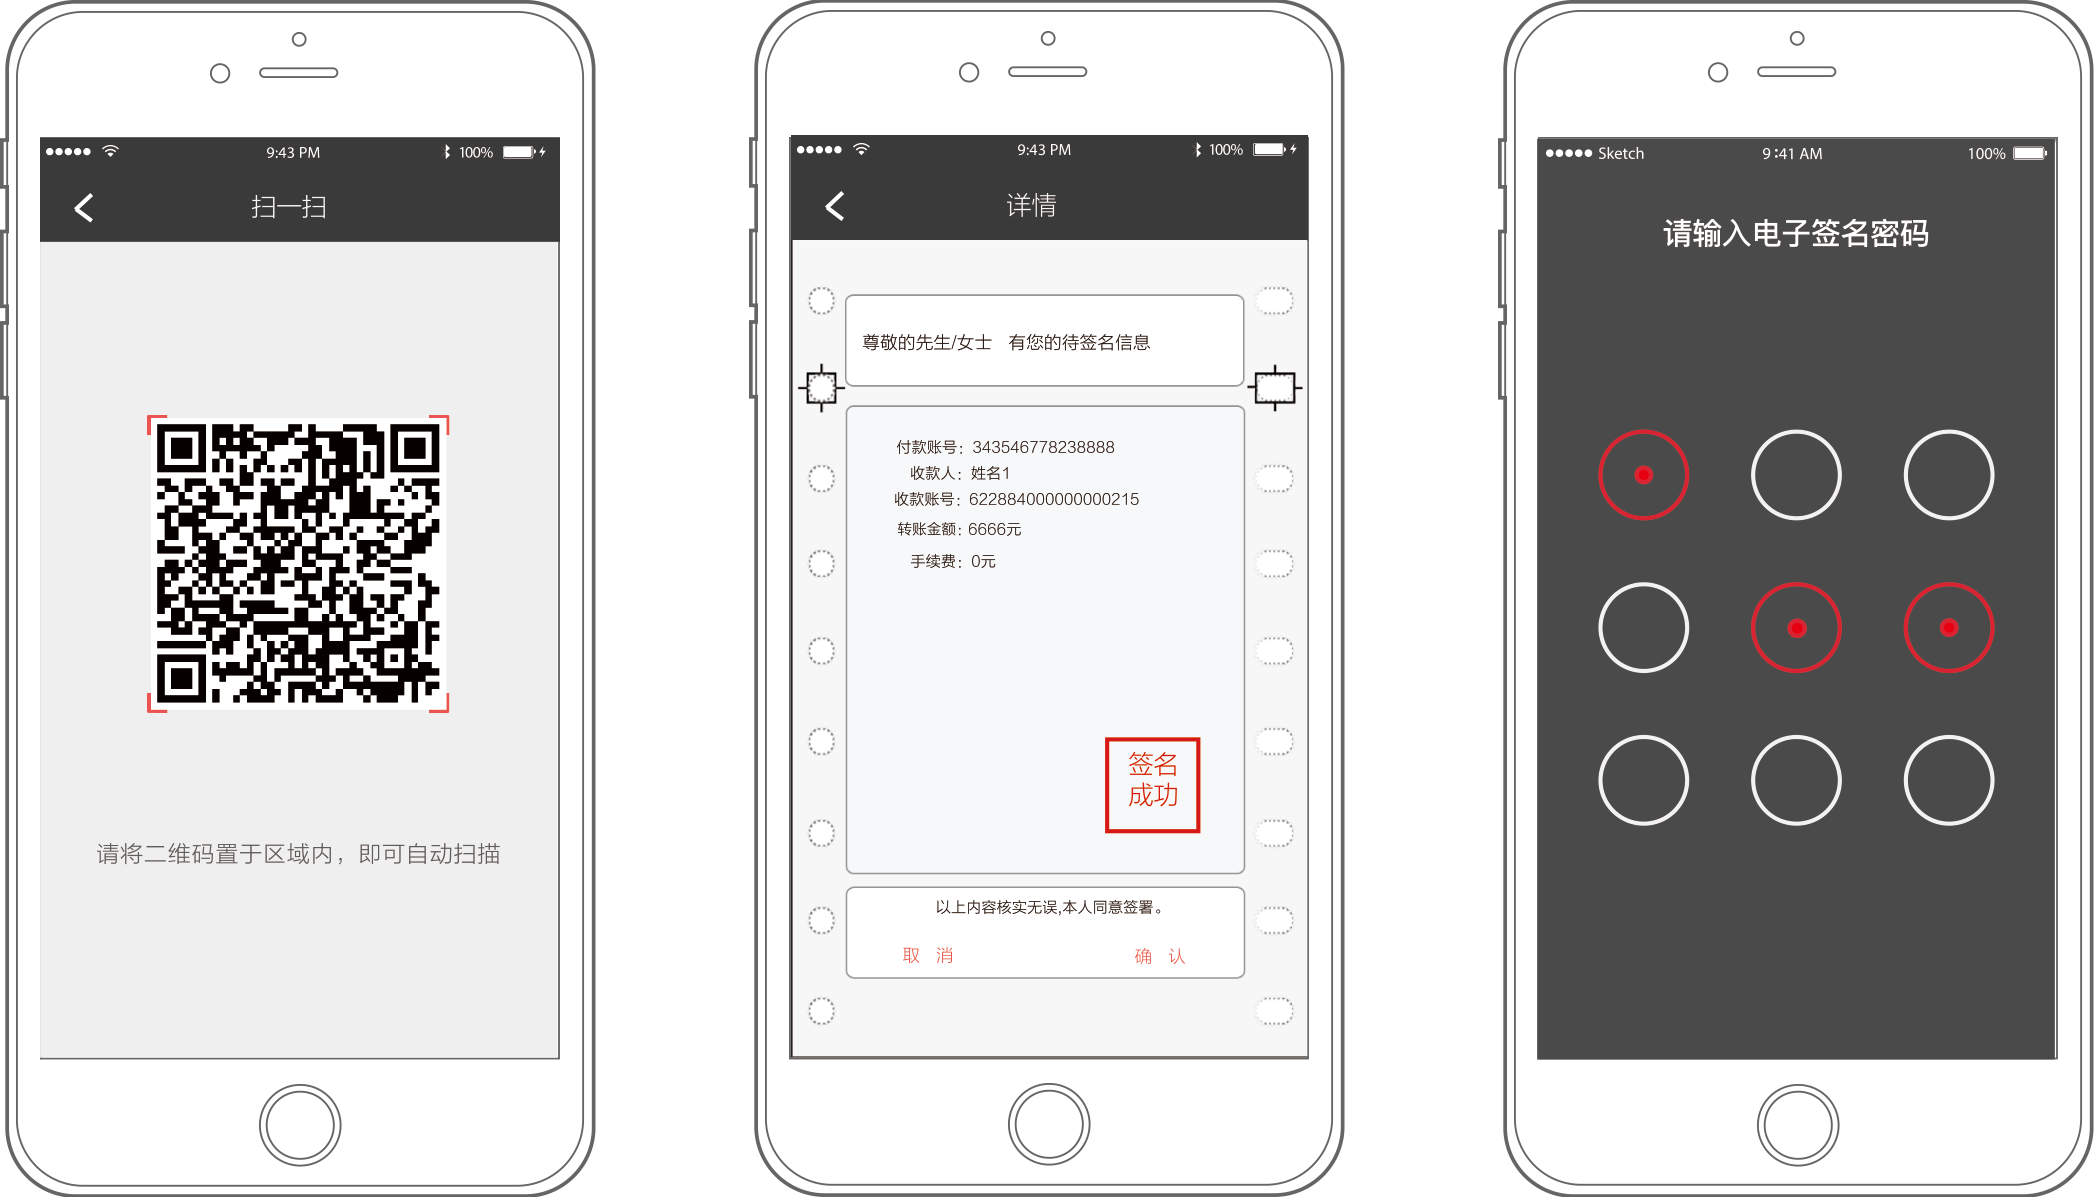 9:43 PM 100%
扫一扫
请将二维码置于区域内，即可自动扫描
9:43 PM 100%
详情
尊敬的先生/女士 有您的待签名信息
付款账号：343546778238888
收款人：姓名1
收款账号：622884000000000215
转账金额：6666元
手续费：0元
签名
成功
以上内容核实无误,本人同意签署。
取 消 确 认
Sketch 9:41 AM 100%
请输入电子签名密码